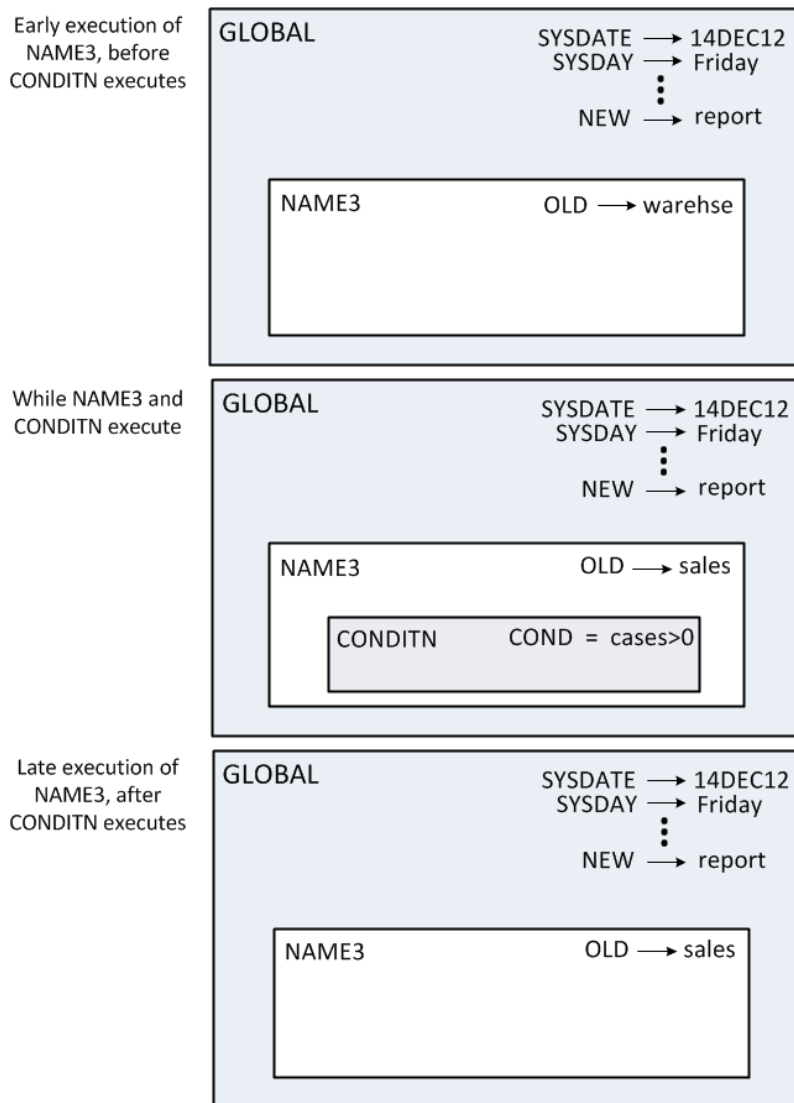 Early execution of
NAME3, before
CONDITN executes
GLOBAL
SYSDATE → 14DEC12
SYSDAY → Friday
NEW → report
NAME3
OLD → warehse
While NAME3 and
CONDITN execute
GLOBAL
SYSDATE → 14DEC12
SYSDAY → Friday
NEW → report
NAME3
OLD → sales
CONDITN
COND = cases>0
Late execution of
NAME3, after
CONDITN executes
GLOBAL
SYSDATE → 14DEC12
SYSDAY → Friday
NEW → report
NAME3
OLD → sales